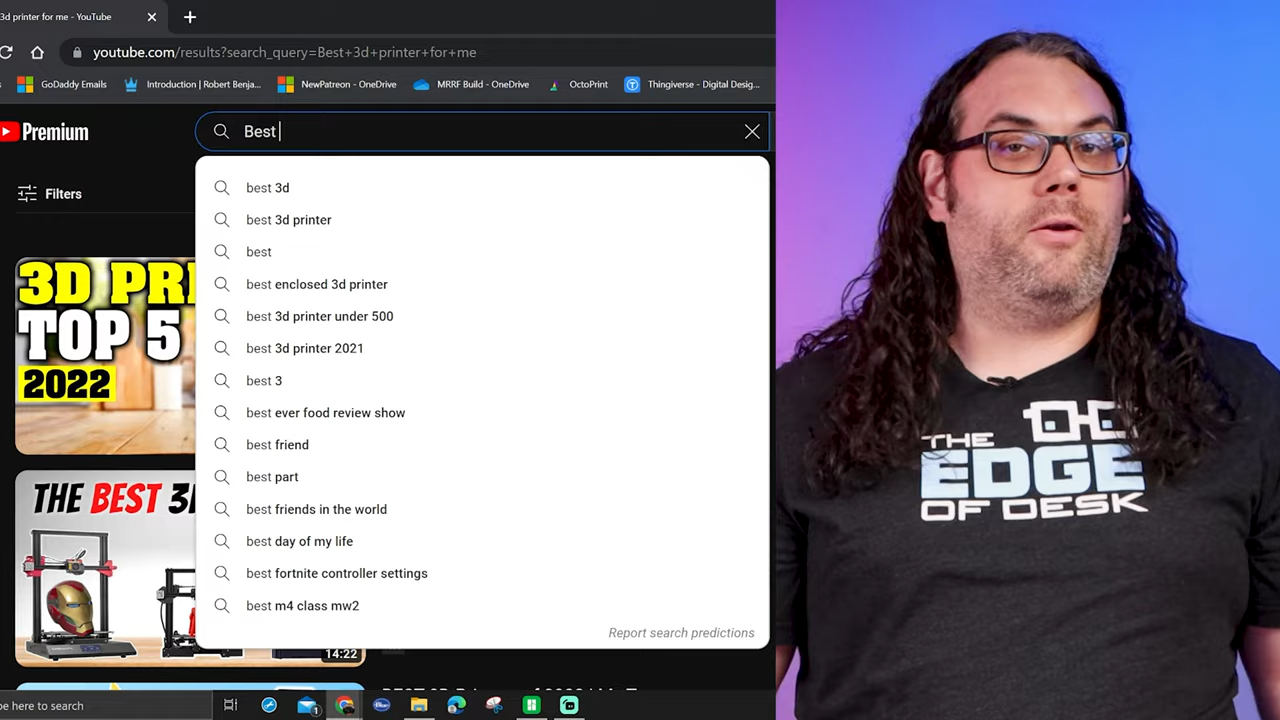 3d printer for me - YouTube
youtube.com/results?search_query=Best+3d+printer+for+me
GoDaddy Emails
Introduction | Robert Benja...
NewPatreon - OneDrive
MRRF Build - OneDrive
OctoPrint
Thingiverse - Digital Desig...
Premium
Best
Filters
best 3d
best 3d printer
best
best enclosed 3d printer
best 3d printer under 500
best 3d printer 2021
best 3
best ever food review show
best friend
best part
best friends in the world
best day of my life
best fortnite controller settings
best m4 class mw2
Report search predictions
3D PRI
TOP 5
2022
THE BEST 3
14:22
be here to search
1
Blue
THE
EDGE
OF DESK